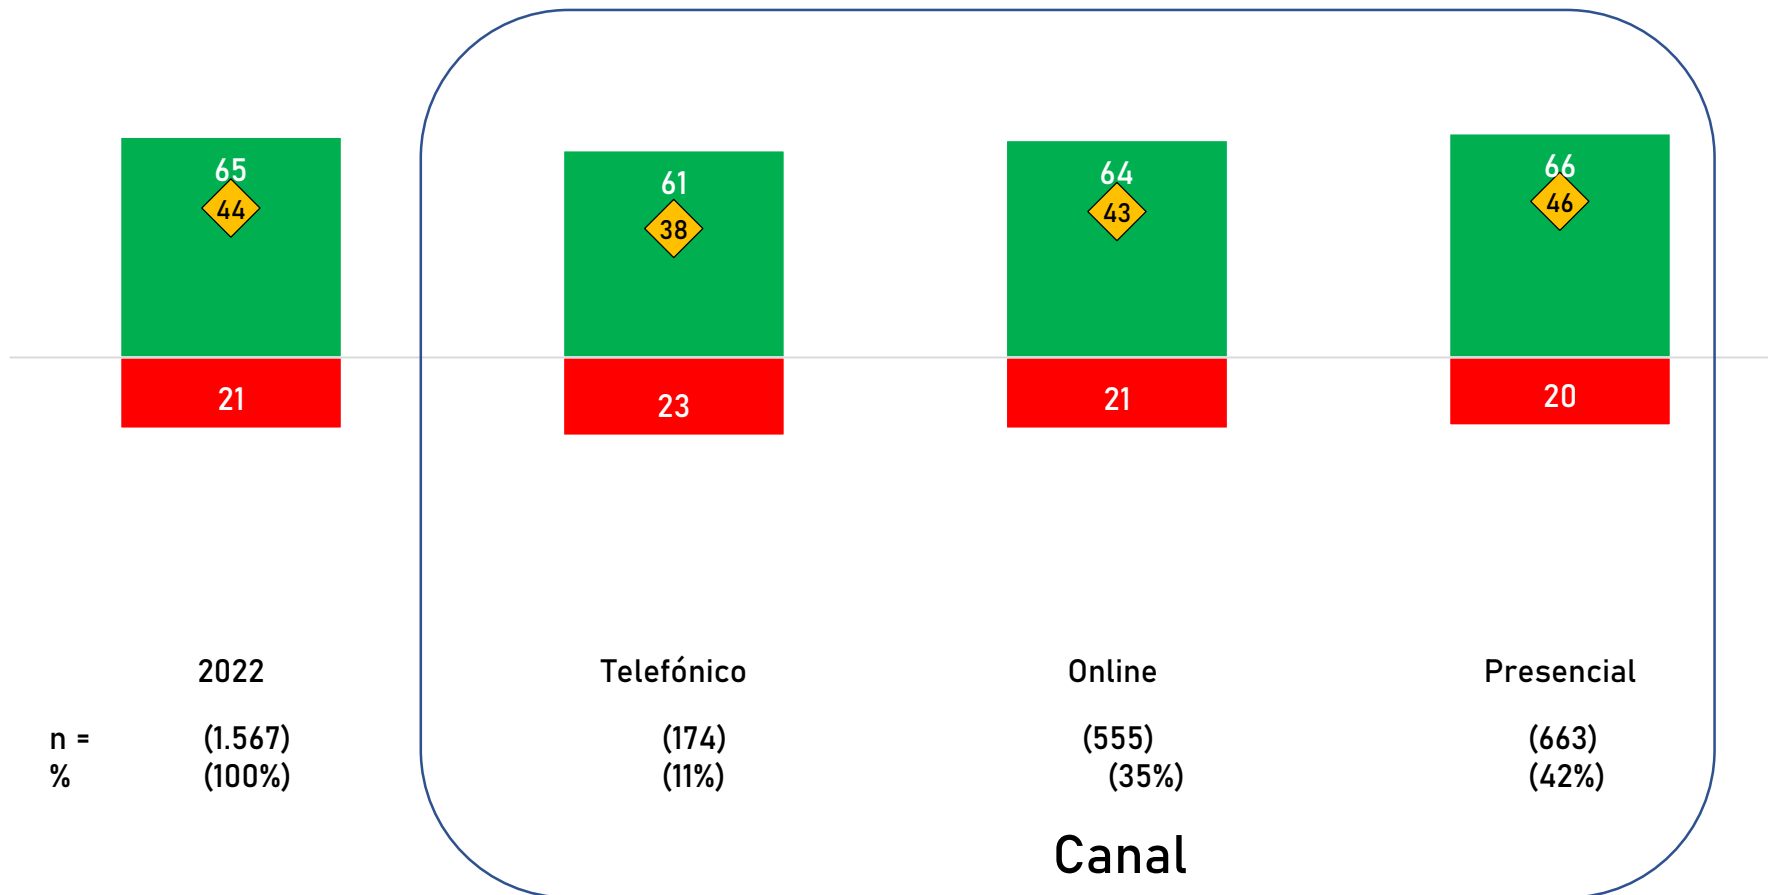 65 61 64 66
44 38 43 46
21 23 21 20
2022 Telefónico Online Presencial
n = (1.567) (174) (555) (663)
% (100%) (11%) (35%) (42%)
Canal